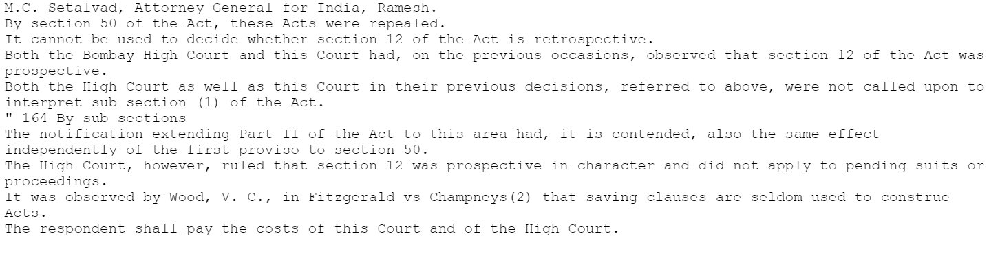 M.C. Setalvad, Attorney General for India, Ramesh.
By section 50 of the Act, these Acts were repealed.
It cannot be used to decide whether section 12 of the Act is retrospective.
Both the Bombay High Court and this Court had, on the previous occasions, observed that section 12 of the Act was
prospective.
Both the High Court as well as this Court in their previous decisions, referred to above, were not called upon to
interpret sub section (1) of the Act.
" 164 By sub sections
The notification extending Part II of the Act to this area had, it is contended, also the same effect
independently of the first proviso to section 50.
The High Court, however, ruled that section 12 was prospective in character and did not apply to pending suits or
proceedings.
It was observed by Wood, V. C., in Fitzgerald vs Champneys(2) that saving clauses are seldom used to construe
Acts.
The respondent shall pay the costs of this Court and of the High Court.